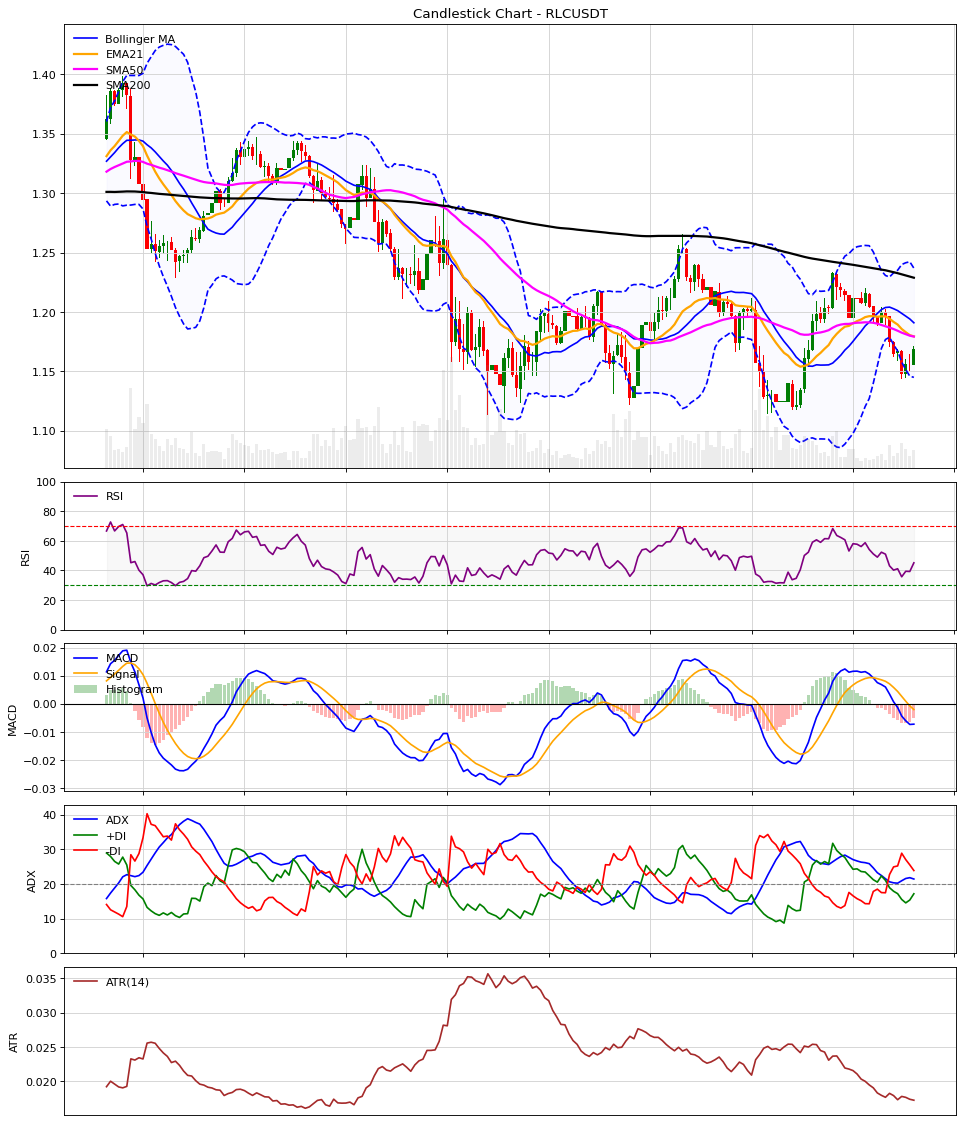 Candlestick Chart - RLCUSDT
Bollinger MA
EMA21
SMA50
SMA200
1.40
1.35
1.30
1.25
1.20
1.15
1.10
RSI
100
80
60
40
20
0
RSI
MACD
Signal
Histogram
0.02
0.01
0.00
−0.01
−0.02
−0.03
MACD
ADX
+DI
-DI
40
30
20
10
0
ADX
ATR(14)
0.035
0.030
0.025
0.020
ATR